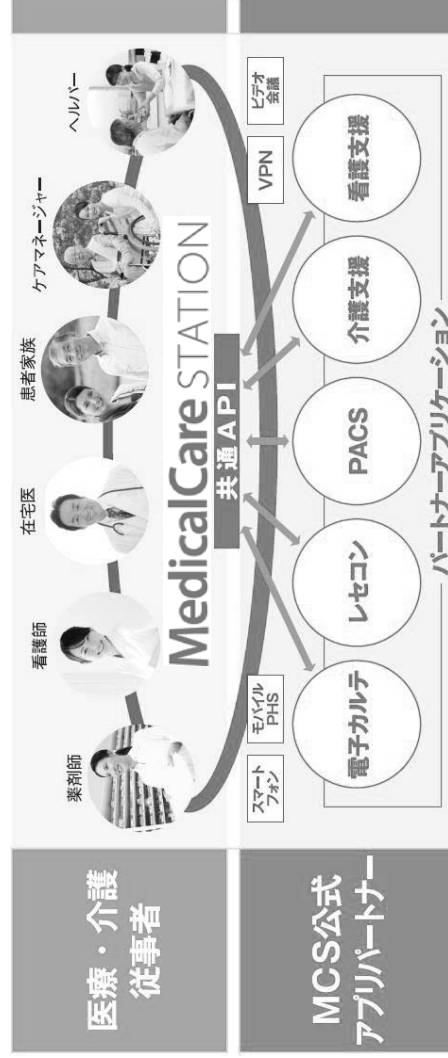 医療・介護
従事者
薬剤師
看護師
在宅医
患者家族
ケアマネージャー
ヘルパー
MedicalCare STATION
共通API
MCS公式
アプリパートナー
スマート
フォン
モバイル
PHS
VPN
ビデオ
会議
電子カルテ
レセコン
PACS
介護支援
看護支援
パートナーアプリケーション